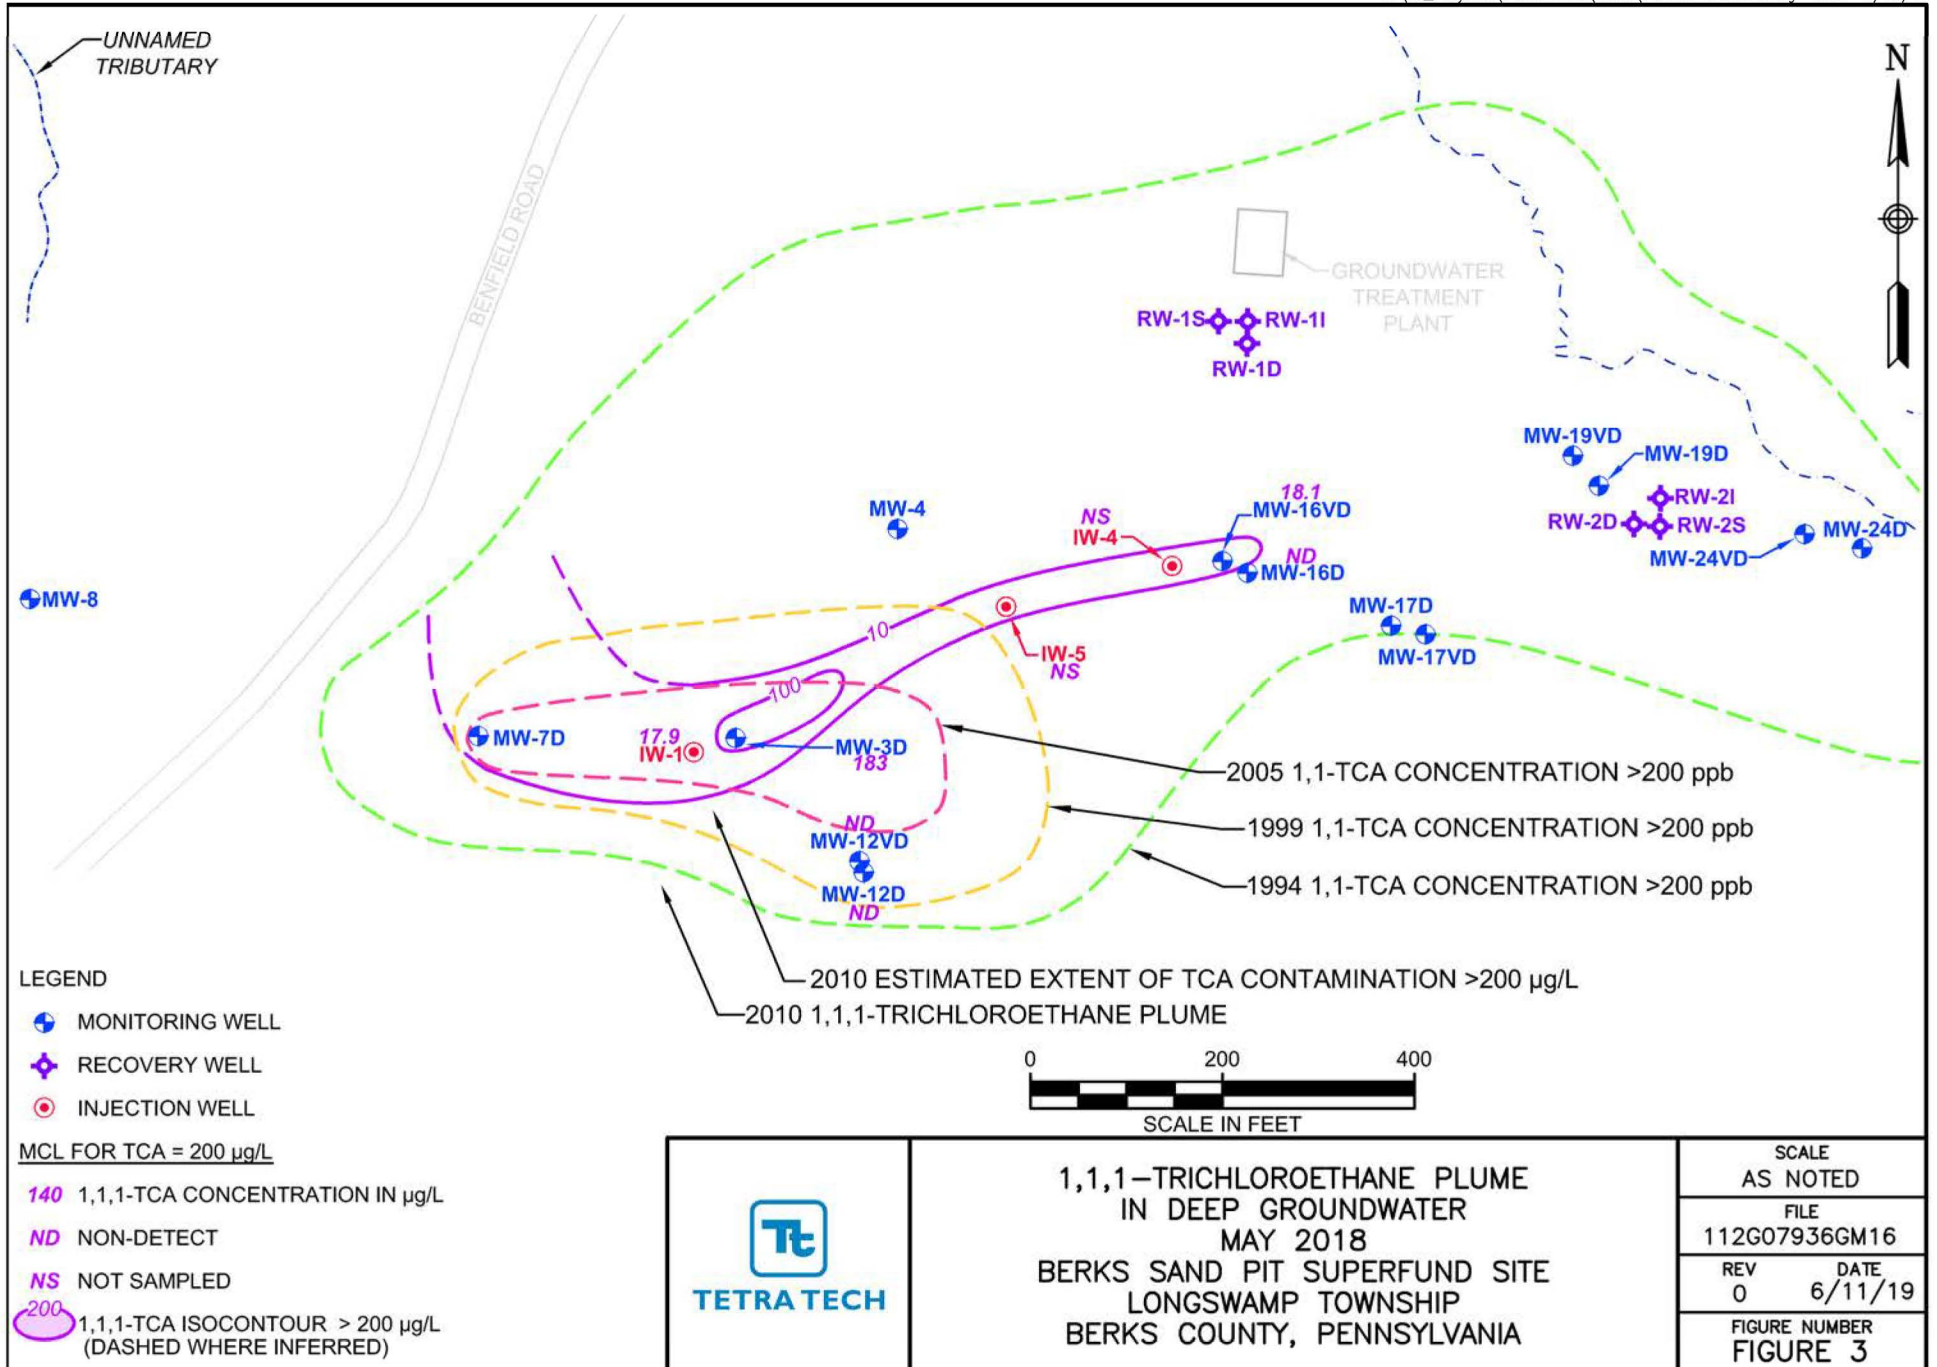 UNNAMED
TRIBUTARY
N
BENFIELD ROAD
GROUNDWATER
TREATMENT
PLANT
RW-1S
RW-1I
RW-1D
MW-19VD
MW-19D
RW-2I
RW-2D
RW-2S
MW-24D
MW-24VD
18.1
MW-16VD
MW-4
NS
IW-4
ND
MW-16D
MW-8
MW-17D
MW-17VD
10
IW-5
NS
100
MW-7D
17.9
IW-1
MW-3D
183
2005 1,1-TCA CONCENTRATION >200 ppb
1999 1,1-TCA CONCENTRATION >200 ppb
ND
MW-12VD
MW-12D
ND
1994 1,1-TCA CONCENTRATION >200 ppb
2010 ESTIMATED EXTENT OF TCA CONTAMINATION >200 µg/L
2010 1,1,1-TRICHLOROETHANE PLUME
LEGEND
MONITORING WELL
RECOVERY WELL
INJECTION WELL
MCL FOR TCA = 200 µg/L
140 1,1,1-TCA CONCENTRATION IN µg/L
ND NON-DETECT
NS NOT SAMPLED
200 1,1,1-TCA ISOCONTOUR > 200 µg/L
(DASHED WHERE INFERRED)
0 200 400
SCALE IN FEET
Tt
TETRA TECH
1,1,1-TRICHLOROETHANE PLUME
IN DEEP GROUNDWATER
MAY 2018
BERKS SAND PIT SUPERFUND SITE
LONGSWAMP TOWNSHIP
BERKS COUNTY, PENNSYLVANIA
SCALE
AS NOTED
FILE
112G07936GM16
REV DATE
0 6/11/19
FIGURE NUMBER
FIGURE 3